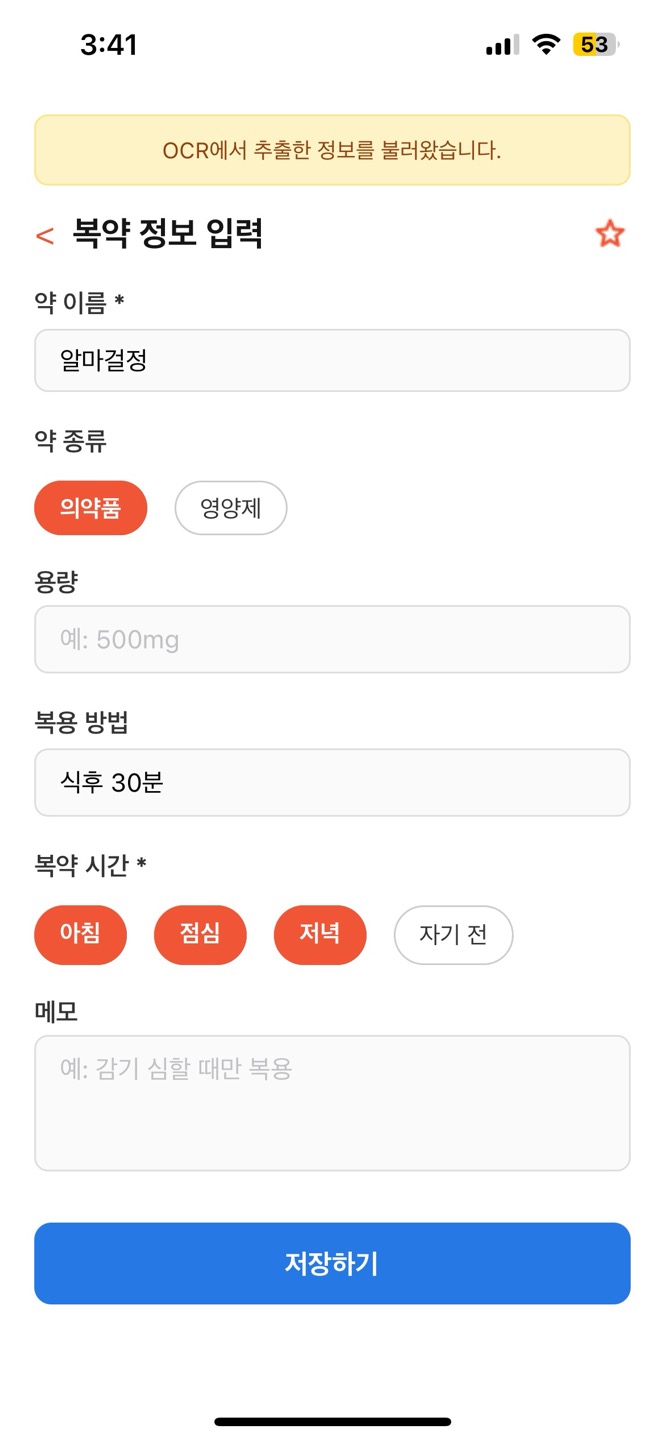 3:41
53
OCR에서 추출한 정보를 불러왔습니다.
< 복약 정보 입력
약 이름 *
알마걸정
약 종류
의약품 영양제
용량
예: 500mg
복용 방법
식후 30분
복약 시간 *
아침 점심 저녁 자기 전
메모
예: 감기 심할 때만 복용
저장하기